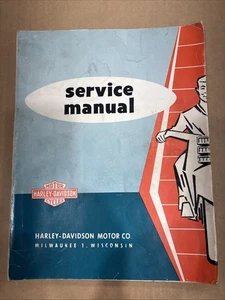 service
manual
MOTOR
HARLEY-DAVIDSON
CYCLES
HARLEY-DAVIDSON MOTOR CO
MILWAUKEE 1, WISCONSIN